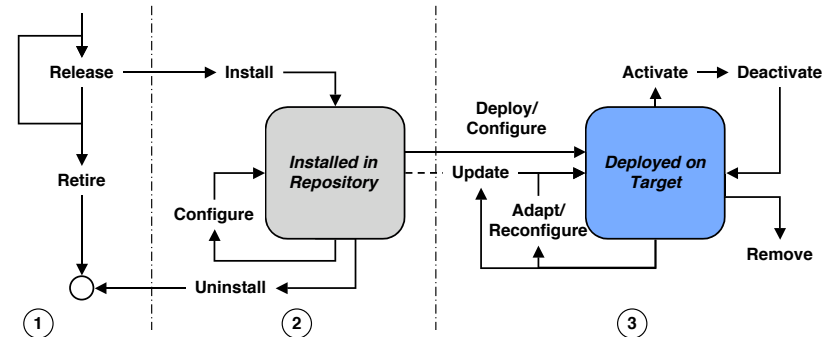 Release
Install
Activate
Deactivate
Deploy/
Configure
Installed in
Repository
Deployed on
Target
Retire
Update
Configure
Adapt/
Reconfigure
Remove
Uninstall
1
2
3